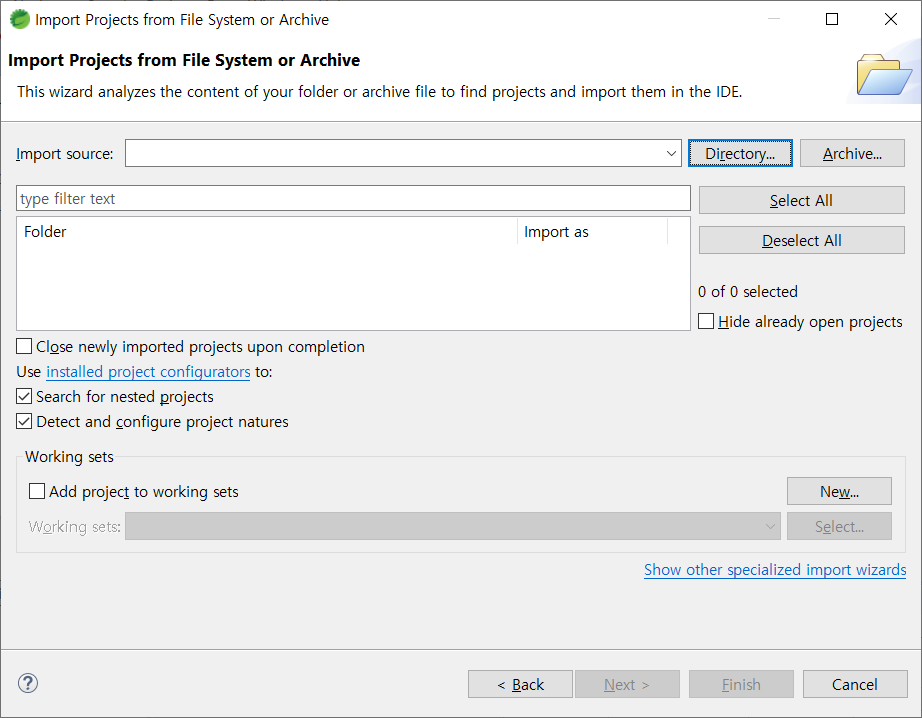 Import Projects from File System or Archive
Import Projects from File System or Archive
This wizard analyzes the content of your folder or archive file to find projects and import them in the IDE.
Import source: Directory... Archive...
type filter text Select All
Folder Import as
Deselect All
0 of 0 selected
Hide already open projects
Close newly imported projects upon completion
Use installed project configurators to:
Search for nested projects
Detect and configure project natures
Working sets
Add project to working sets New...
Working sets: Select...
Show other specialized import wizards
? < Back Next > Finish Cancel